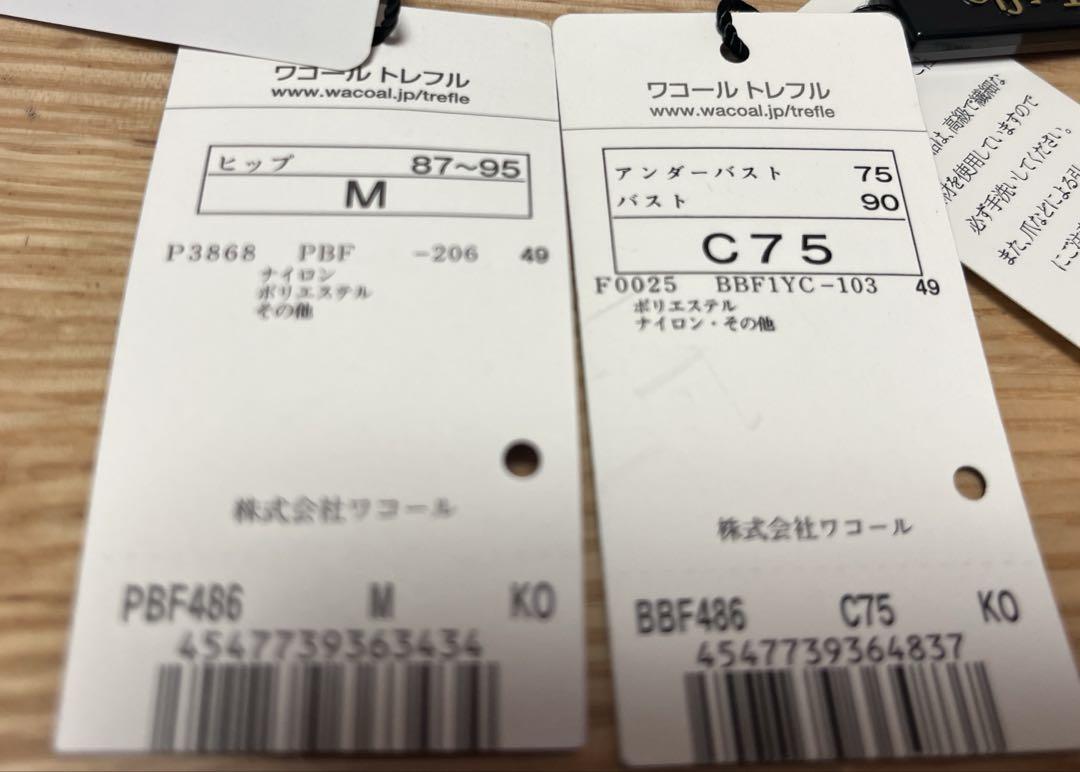 ワコール トレフル
www.wacoal.jp/trefle
ヒップ 87～95
M
P3868 PBF -206 49
ナイロン
ポリエステル
その他
株式会社ワコール
PBF486 M KO
4547739363434
ワコール トレフル
www.wacoal.jp/trefle
アンダーバスト 75
バスト 90
C75
F0025 BBF1YC-103 49
ポリエステル
ナイロン・その他
株式会社ワコール
BBF486 C75 KO
4547739364837
は、高級で繊細な
材を使用していますので
必ず手洗いしてください。
また、爪などによる引
にご注